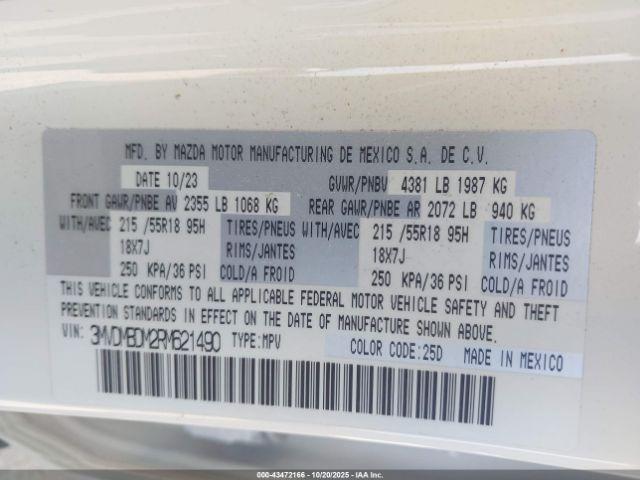 MFD. BY MAZDA MOTOR MANUFACTURING DE MEXICO S.A. DE C.V.
DATE 10/23 GVWR/PNBV 4381 LB 1987 KG
FRONT GAWR/PNBE AV 2355 LB 1068 KG REAR GAWR/PNBE AR 2072 LB 940 KG
WITH/AVEC 215 /55R18 95H TIRES/PNEUS WITH/AVEC 215 /55R18 95H TIRES/PNEUS
18X7J RIMS/JANTES 18X7J RIMS/JANTES
250 KPA/36 PSI COLD/A FROID 250 KPA/36 PSI COLD/A FROID
THIS VEHICLE CONFORMS TO ALL APPLICABLE FEDERAL MOTOR VEHICLE SAFETY AND THEFT
PREVENTION STANDARDS IN EFFECT ON THE DATE OF MANUFACTURE SHOWN ABOVE.
VIN: 3MVDMBDM2RM621490 TYPE:MPV COLOR CODE:25D MADE IN MEXICO
000-43472166 - 10/20/2025 - IAAI.COM